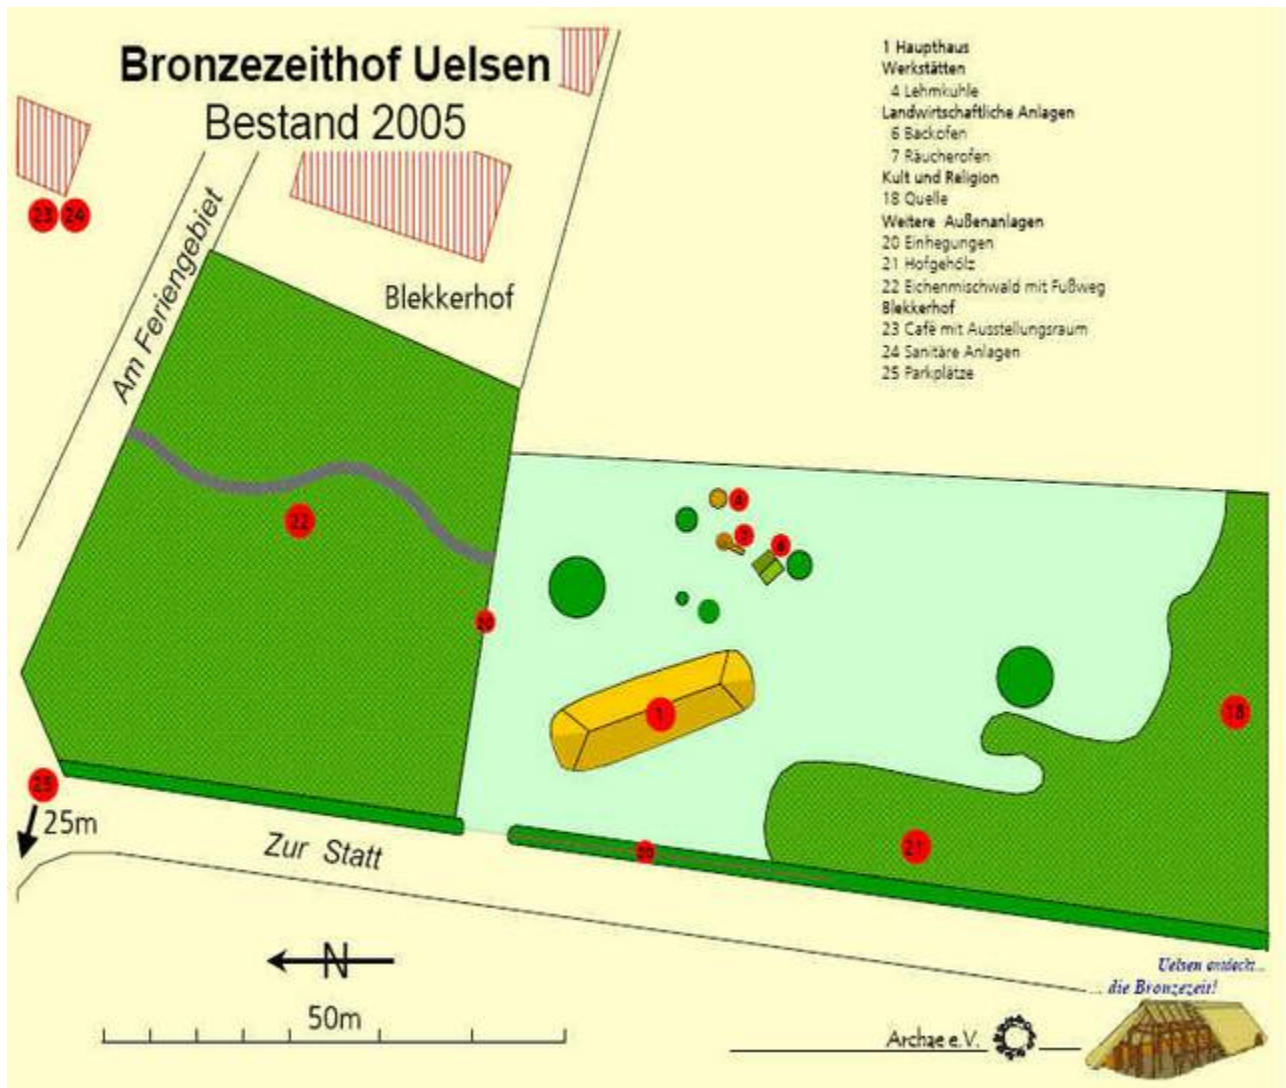 Bronzezeithof Uelsen
Bestand 2005
1 Haupthaus
Werkstätten
4 Lehmkuhle
Landwirtschaftliche Anlagen
6 Backofen
7 Räucherofen
Kult und Religion
18 Quelle
Weitere Außenanlagen
20 Einhegungen
21 Hofgehölz
22 Eichenmischwald mit Fußweg
Blekkerhof
23 Café mit Ausstellungsraum
24 Sanitäre Anlagen
25 Parkplätze
23 24
Am Feriengebiet
Blekkerhof
22
20
1
18
21
20
25
25m
Zur Statt
N
50m
Uelsen entdeckt...
... die Bronzezeit!
Archae e.V.